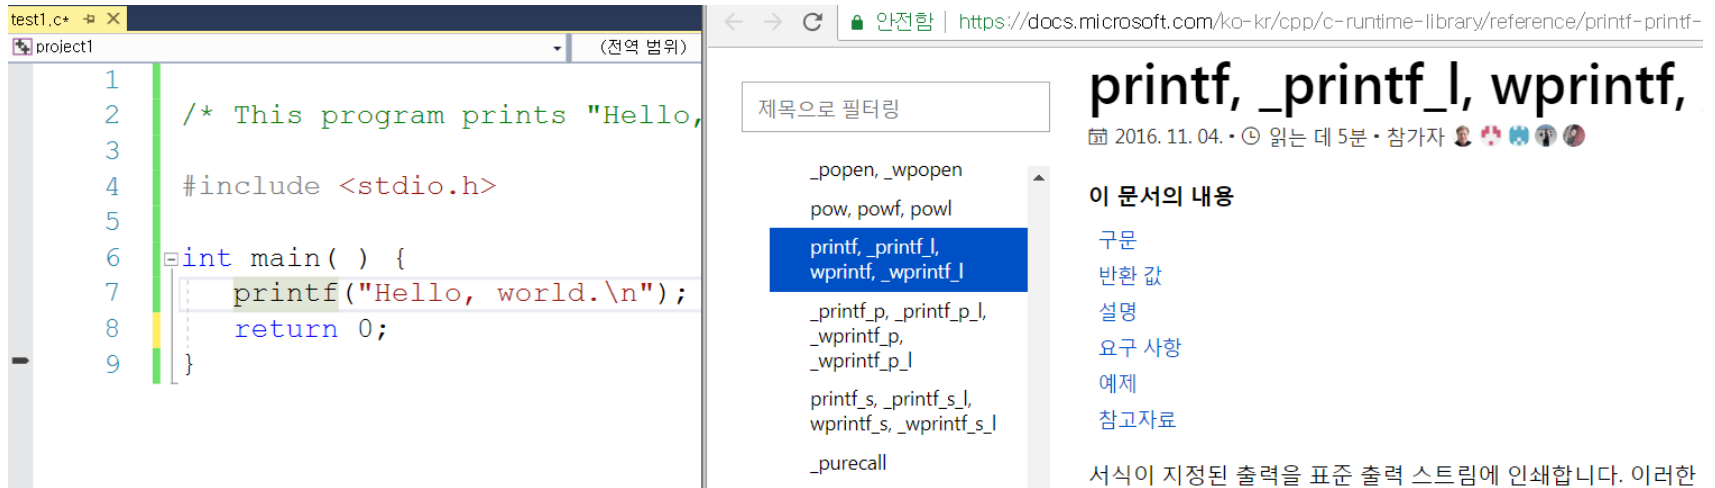 test1.c*
project1
(전역 범위)
1
2 /* This program prints "Hello,
3
4 #include <stdio.h>
5
6 int main( ) {
7 printf("Hello, world.\n");
8 return 0;
9 }
안전함 | https://docs.microsoft.com/ko-kr/cpp/c-runtime-library/reference/printf-printf-
제목으로 필터링
_popen, _wpopen
pow, powf, powl
printf, _printf_l,
wprintf, _wprintf_l
_printf_p, _printf_p_l,
_wprintf_p,
_wprintf_p_l
printf_s, _printf_s_l,
wprintf_s, _wprintf_s_l
_purecall
printf, _printf_l, wprintf,
2016. 11. 04. • 읽는 데 5분 • 참가자
이 문서의 내용
구문
반환 값
설명
요구 사항
예제
참고자료
서식이 지정된 출력을 표준 출력 스트림에 인쇄합니다. 이러한